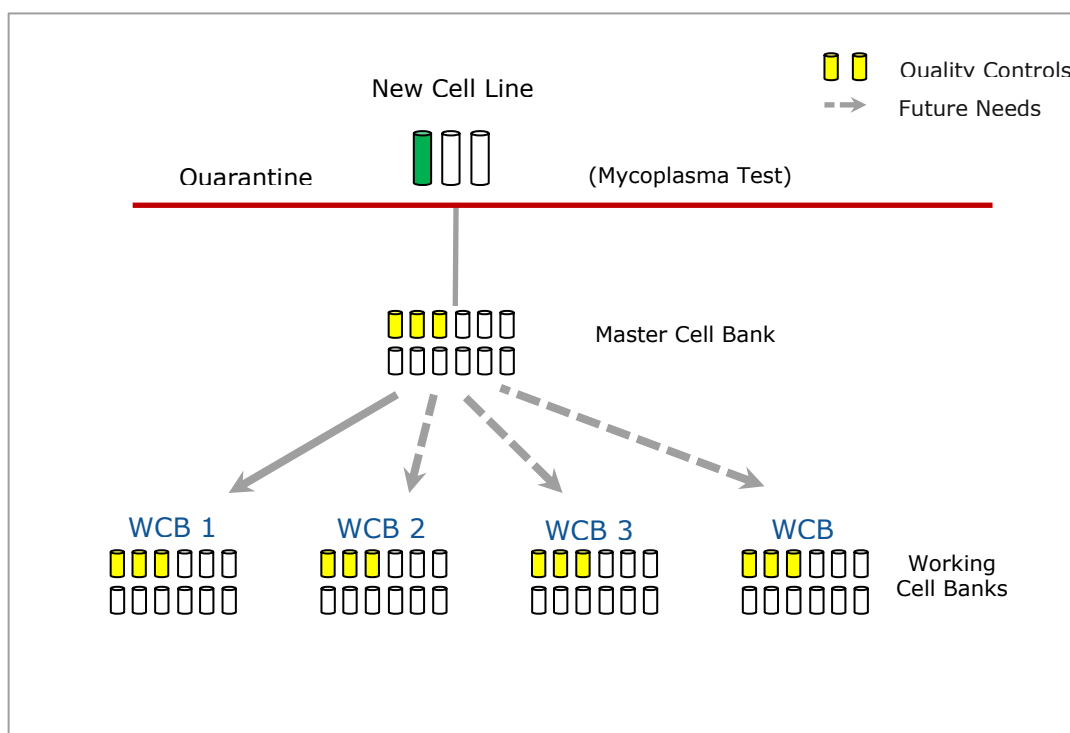 Quality Controls
New Cell Line
Future Needs
Quarantine
(Mycoplasma Test)
Master Cell Bank
WCB 1
WCB 2
WCB 3
WCB
Working
Cell Banks